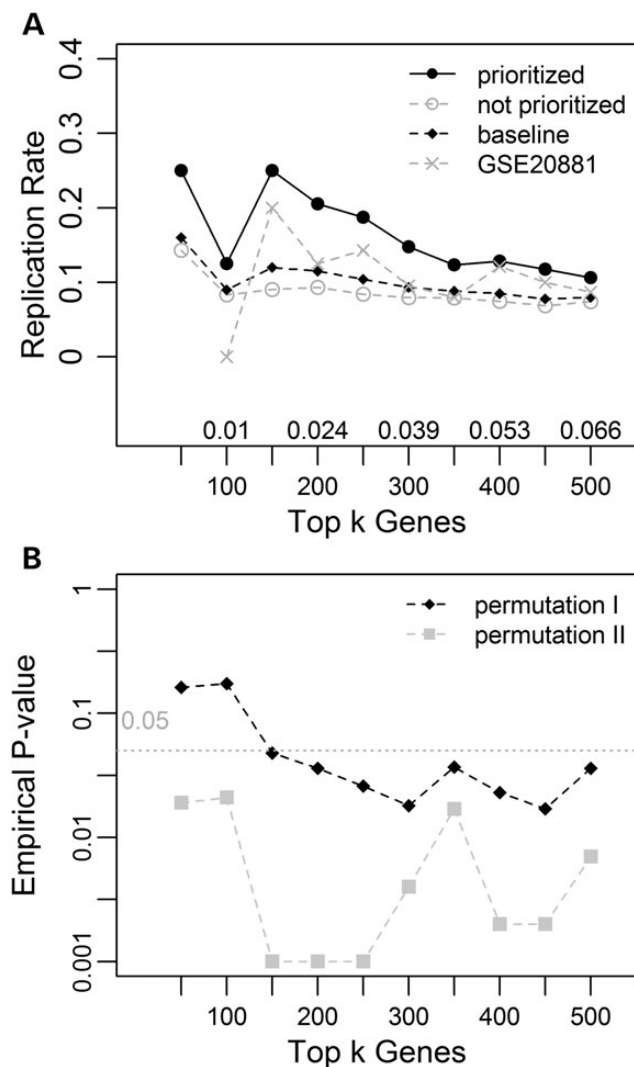 A
0.4
0.3
0.2
0.1
0
Replication Rate
prioritized
not prioritized
baseline
GSE20881
0.01 0.024 0.039 0.053 0.066
100 200 300 400 500
Top k Genes
B
1
0.1
0.01
0.001
Empirical P-value
permutation I
permutation II
0.05
100 200 300 400 500
Top k Genes